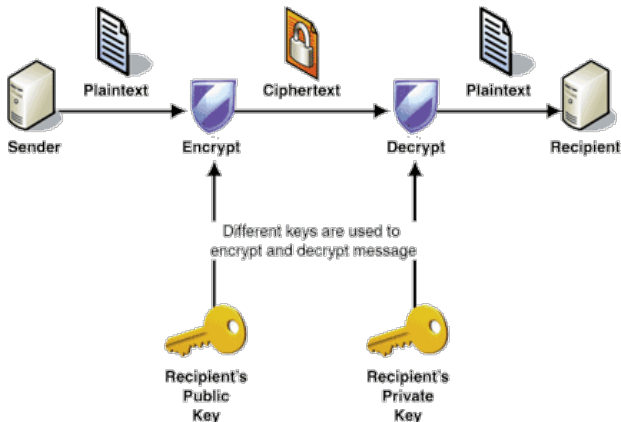 Plaintext
Ciphertext
Plaintext
Sender
Encrypt
Decrypt
Recipient
Different keys are used to
encrypt and decrypt message
Recipient's
Public
Key
Recipient's
Private
Key